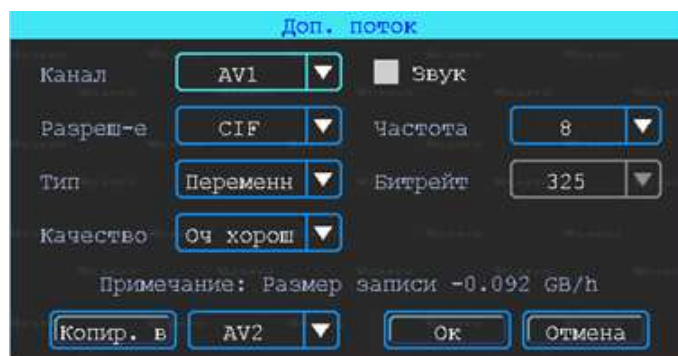 Доп. поток
Канал AV1 Звук
Разреш-е CIF Частота 8
Тип Переменн Битрейт 325
Качество Оч хорош
Примечание: Размер записи -0.092 GB/h
Копир. в AV2 Ок Отмена